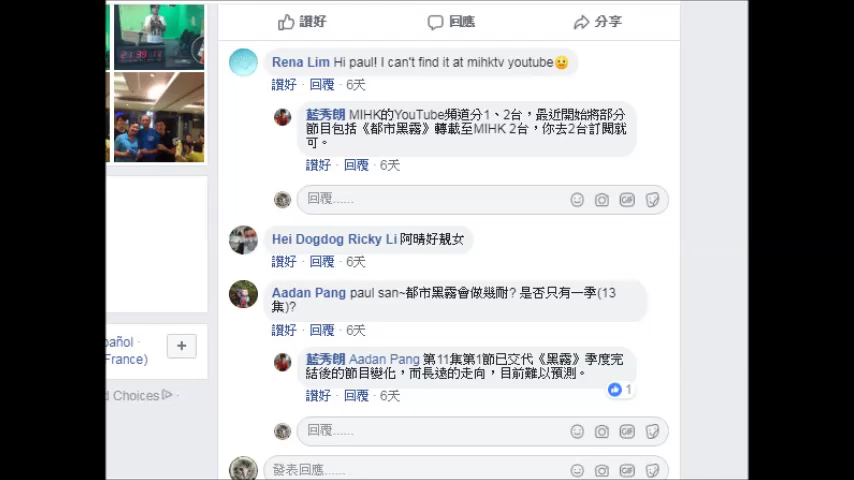 讚好 回應 分享
Rena Lim Hi paul! I can't find it at mihktv youtube
讚好 · 回覆 · 6天
藍秀朗 MIHK的YouTube頻道分1、2台，最近開始將部分
節目包括《都市黑霧》轉載至MIHK 2台，你去2台訂閱就
可。
讚好 · 回覆 · 6天
回覆......
Hei Dogdog Ricky Li 阿晴好靚女
讚好 · 回覆 · 6天
Aadan Pang paul san~都市黑霧會做幾耐? 是否只有一季(13
集)?
讚好 · 回覆 · 6天
藍秀朗 Aadan Pang 第11集第1節已交代《黑霧》季度完
結後的節目變化，而長遠的走向，目前難以預測。
1
讚好 · 回覆 · 6天
回覆......
發表回應......
pañol ·
(France)
+
d Choices
GIF
GIF
GIF